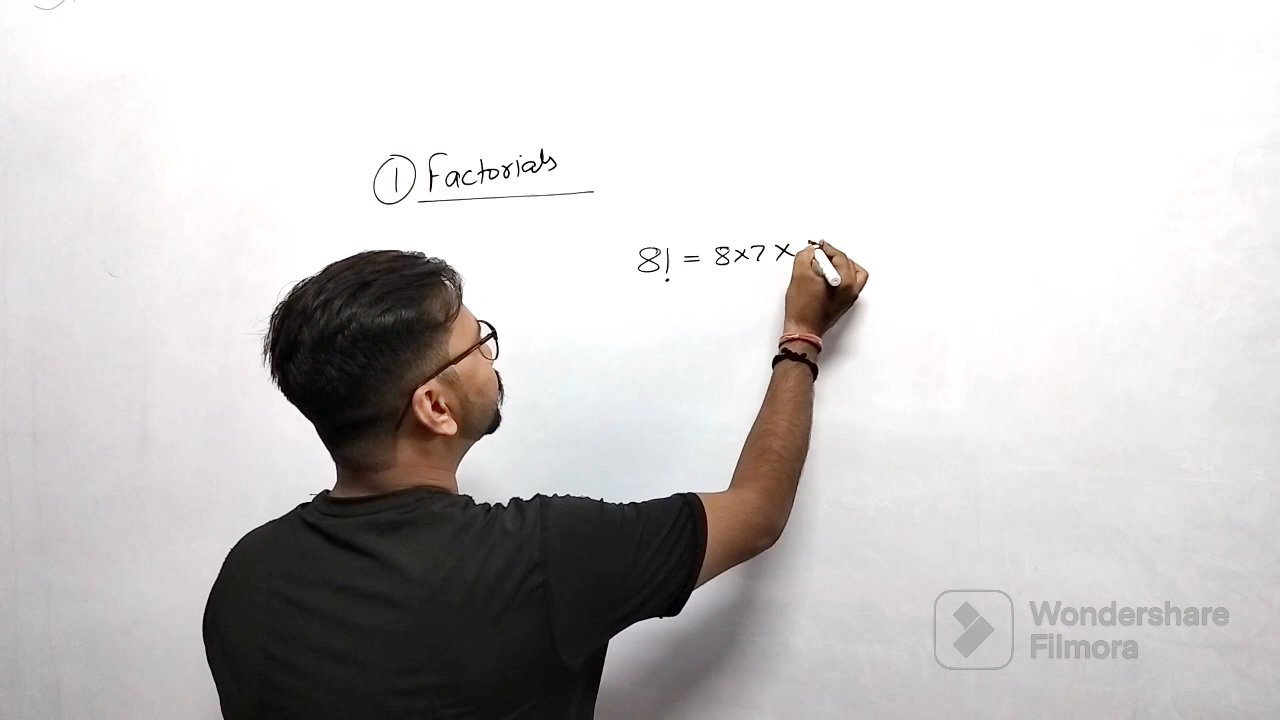 ① Factorials
8! = 8×7×
Wondershare
Filmora